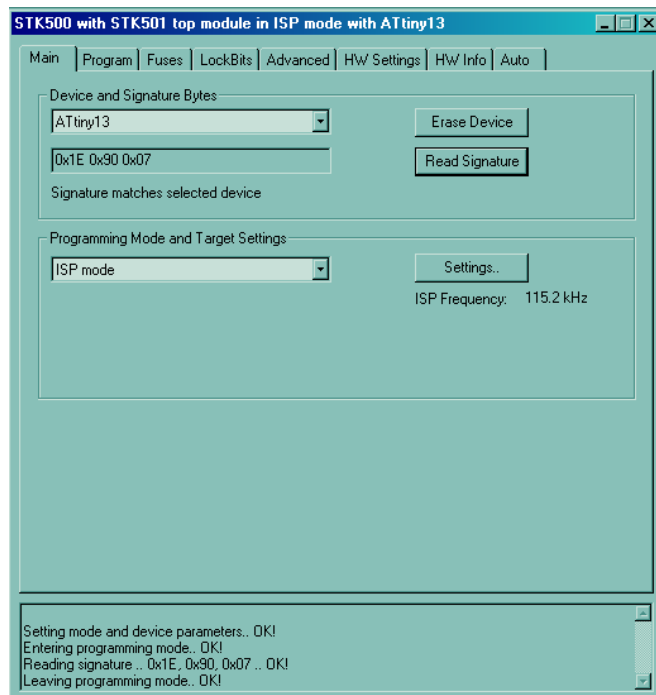 STK500 with STK501 top module in ISP mode with ATtiny13
Main Program Fuses LockBits Advanced HW Settings HW Info Auto
Device and Signature Bytes
ATtiny13 Erase Device
0x1E 0x90 0x07 Read Signature
Signature matches selected device
Programming Mode and Target Settings
ISP mode Settings..
ISP Frequency: 115.2 kHz
Setting mode and device parameters.. OK!
Entering programming mode.. OK!
Reading signature .. 0x1E, 0x90, 0x07 .. OK!
Leaving programming mode.. OK!